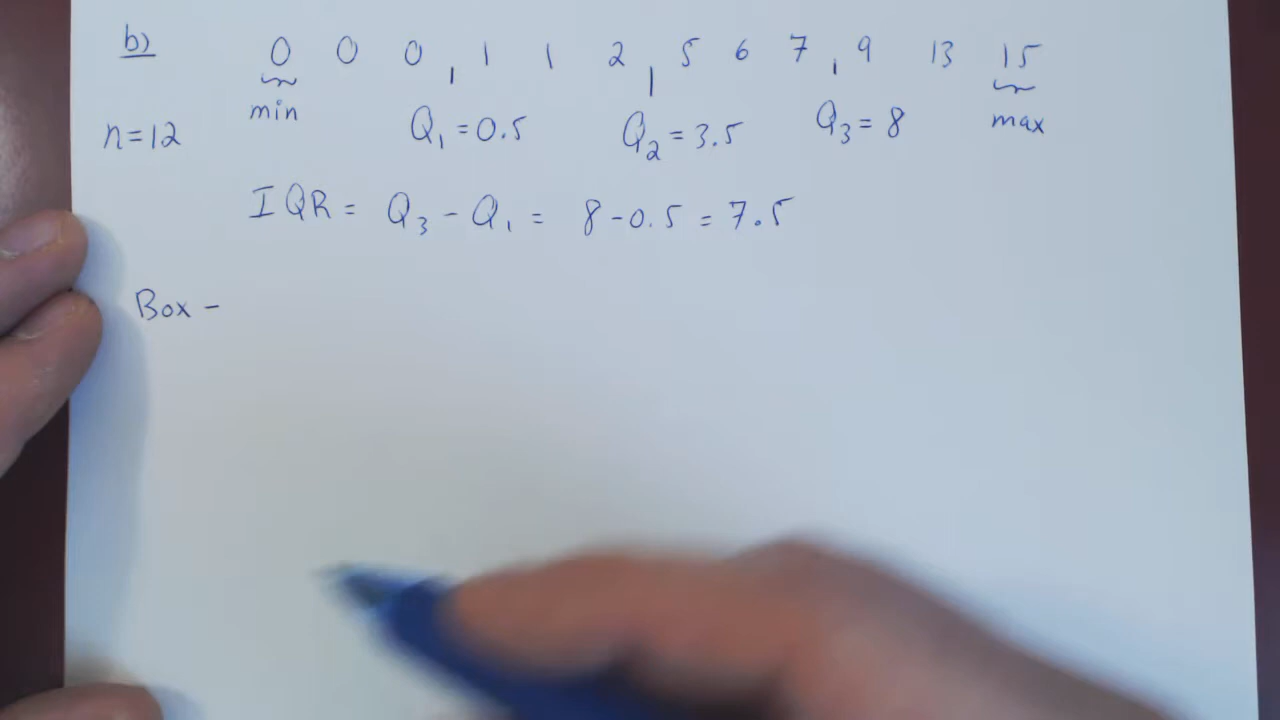 b) 0 0 0 1 1 2 5 6 7 9 13 15
min max
n=12 Q₁=0.5 Q₂=3.5 Q₃=8
IQR = Q₃ - Q₁ = 8-0.5 = 7.5
Box -